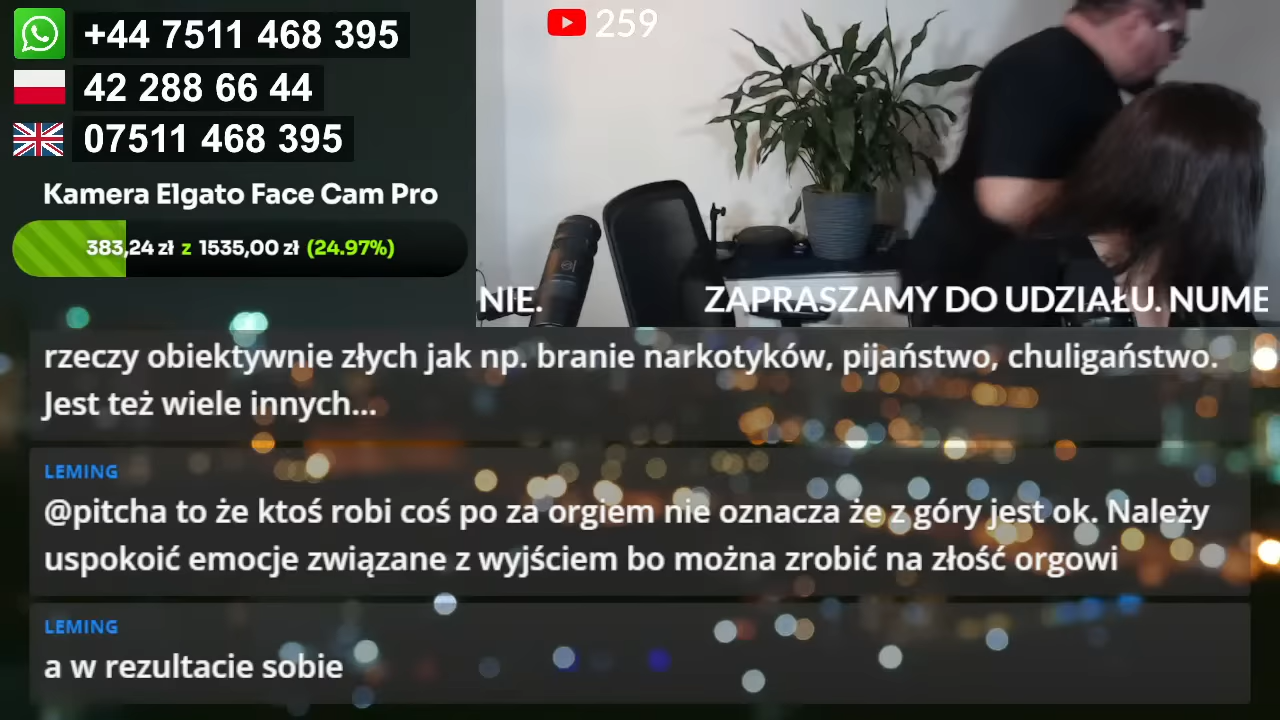 +44 7511 468 395
42 288 66 44
07511 468 395
Kamera Elgato Face Cam Pro
383,24 zł z 1535,00 zł (24.97%)
259
NIE. ZAPRASZAMY DO UDZIAŁU. NUME
rzeczy obiektywnie złych jak np. branie narkotyków, pijaństwo, chuligaństwo.
Jest też wiele innych...
LEMING
@pitcha to że ktoś robi coś po za orgiem nie oznacza że z góry jest ok. Należy
uspokoić emocje związane z wyjściem bo można zrobić na złość orgowi
LEMING
a w rezultacie sobie